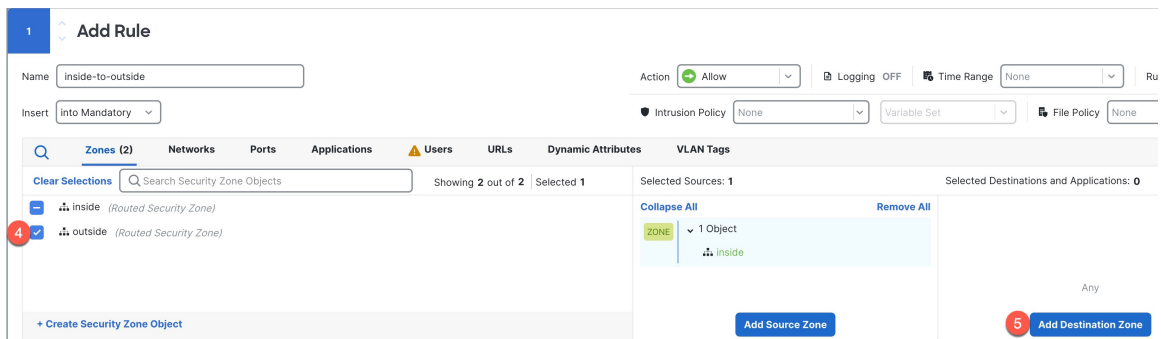 1 Add Rule
Name inside-to-outside Action Allow Logging OFF Time Range None Ru
Insert into Mandatory Intrusion Policy None Variable Set File Policy None
Zones (2) Networks Ports Applications Users URLs Dynamic Attributes VLAN Tags
Clear Selections Search Security Zone Objects Showing 2 out of 2 Selected 1 Selected Sources: 1 Selected Destinations and Applications: 0
inside (Routed Security Zone) Collapse All Remove All
4 outside (Routed Security Zone) ZONE 1 Object
inside
Any
+ Create Security Zone Object Add Source Zone 5 Add Destination Zone